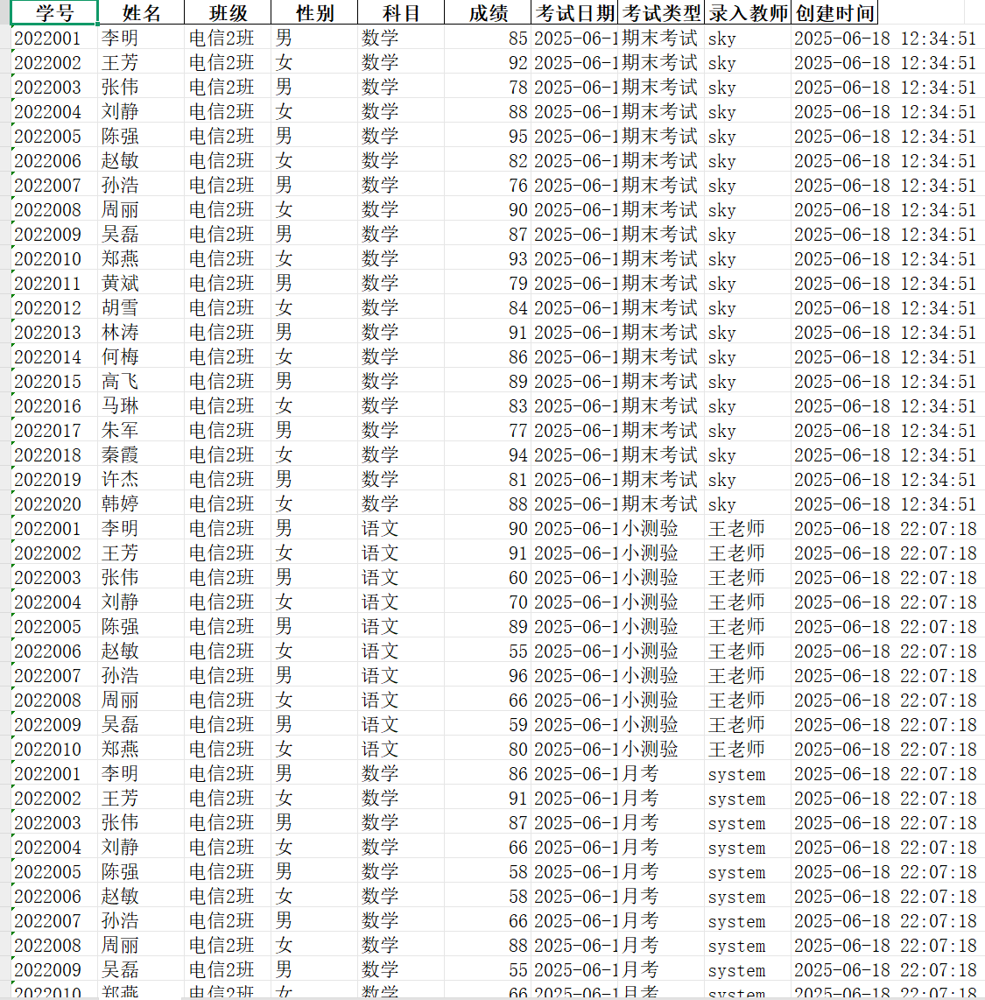 学号 姓名 班级 性别 科目 成绩 考试日期 考试类型 录入教师 创建时间
2022001 李明 电信2班 男 数学 85 2025-06-1 期末考试 sky 2025-06-18 12:34:51
2022002 王芳 电信2班 女 数学 92 2025-06-1 期末考试 sky 2025-06-18 12:34:51
2022003 张伟 电信2班 男 数学 78 2025-06-1 期末考试 sky 2025-06-18 12:34:51
2022004 刘静 电信2班 女 数学 88 2025-06-1 期末考试 sky 2025-06-18 12:34:51
2022005 陈强 电信2班 男 数学 95 2025-06-1 期末考试 sky 2025-06-18 12:34:51
2022006 赵敏 电信2班 女 数学 82 2025-06-1 期末考试 sky 2025-06-18 12:34:51
2022007 孙浩 电信2班 男 数学 76 2025-06-1 期末考试 sky 2025-06-18 12:34:51
2022008 周丽 电信2班 女 数学 90 2025-06-1 期末考试 sky 2025-06-18 12:34:51
2022009 吴磊 电信2班 男 数学 87 2025-06-1 期末考试 sky 2025-06-18 12:34:51
2022010 郑燕 电信2班 女 数学 93 2025-06-1 期末考试 sky 2025-06-18 12:34:51
2022011 黄斌 电信2班 男 数学 79 2025-06-1 期末考试 sky 2025-06-18 12:34:51
2022012 胡雪 电信2班 女 数学 84 2025-06-1 期末考试 sky 2025-06-18 12:34:51
2022013 林涛 电信2班 男 数学 91 2025-06-1 期末考试 sky 2025-06-18 12:34:51
2022014 何梅 电信2班 女 数学 86 2025-06-1 期末考试 sky 2025-06-18 12:34:51
2022015 高飞 电信2班 男 数学 89 2025-06-1 期末考试 sky 2025-06-18 12:34:51
2022016 马琳 电信2班 女 数学 83 2025-06-1 期末考试 sky 2025-06-18 12:34:51
2022017 朱军 电信2班 男 数学 77 2025-06-1 期末考试 sky 2025-06-18 12:34:51
2022018 秦霞 电信2班 女 数学 94 2025-06-1 期末考试 sky 2025-06-18 12:34:51
2022019 许杰 电信2班 男 数学 81 2025-06-1 期末考试 sky 2025-06-18 12:34:51
2022020 韩婷 电信2班 女 数学 88 2025-06-1 期末考试 sky 2025-06-18 12:34:51
2022001 李明 电信2班 男 语文 90 2025-06-1 小测验 王老师 2025-06-18 22:07:18
2022002 王芳 电信2班 女 语文 91 2025-06-1 小测验 王老师 2025-06-18 22:07:18
2022003 张伟 电信2班 男 语文 60 2025-06-1 小测验 王老师 2025-06-18 22:07:18
2022004 刘静 电信2班 女 语文 70 2025-06-1 小测验 王老师 2025-06-18 22:07:18
2022005 陈强 电信2班 男 语文 89 2025-06-1 小测验 王老师 2025-06-18 22:07:18
2022006 赵敏 电信2班 女 语文 55 2025-06-1 小测验 王老师 2025-06-18 22:07:18
2022007 孙浩 电信2班 男 语文 96 2025-06-1 小测验 王老师 2025-06-18 22:07:18
2022008 周丽 电信2班 女 语文 66 2025-06-1 小测验 王老师 2025-06-18 22:07:18
2022009 吴磊 电信2班 男 语文 59 2025-06-1 小测验 王老师 2025-06-18 22:07:18
2022010 郑燕 电信2班 女 语文 80 2025-06-1 小测验 王老师 2025-06-18 22:07:18
2022001 李明 电信2班 男 数学 86 2025-06-1 月考 system 2025-06-18 22:07:18
2022002 王芳 电信2班 女 数学 91 2025-06-1 月考 system 2025-06-18 22:07:18
2022003 张伟 电信2班 男 数学 87 2025-06-1 月考 system 2025-06-18 22:07:18
2022004 刘静 电信2班 女 数学 66 2025-06-1 月考 system 2025-06-18 22:07:18
2022005 陈强 电信2班 男 数学 58 2025-06-1 月考 system 2025-06-18 22:07:18
2022006 赵敏 电信2班 女 数学 58 2025-06-1 月考 system 2025-06-18 22:07:18
2022007 孙浩 电信2班 男 数学 66 2025-06-1 月考 system 2025-06-18 22:07:18
2022008 周丽 电信2班 女 数学 88 2025-06-1 月考 system 2025-06-18 22:07:18
2022009 吴磊 电信2班 男 数学 55 2025-06-1 月考 system 2025-06-18 22:07:18
2022010 郑燕 电信2班 女 数学 66 2025-06-1 月考 system 2025-06-18 22:07:18